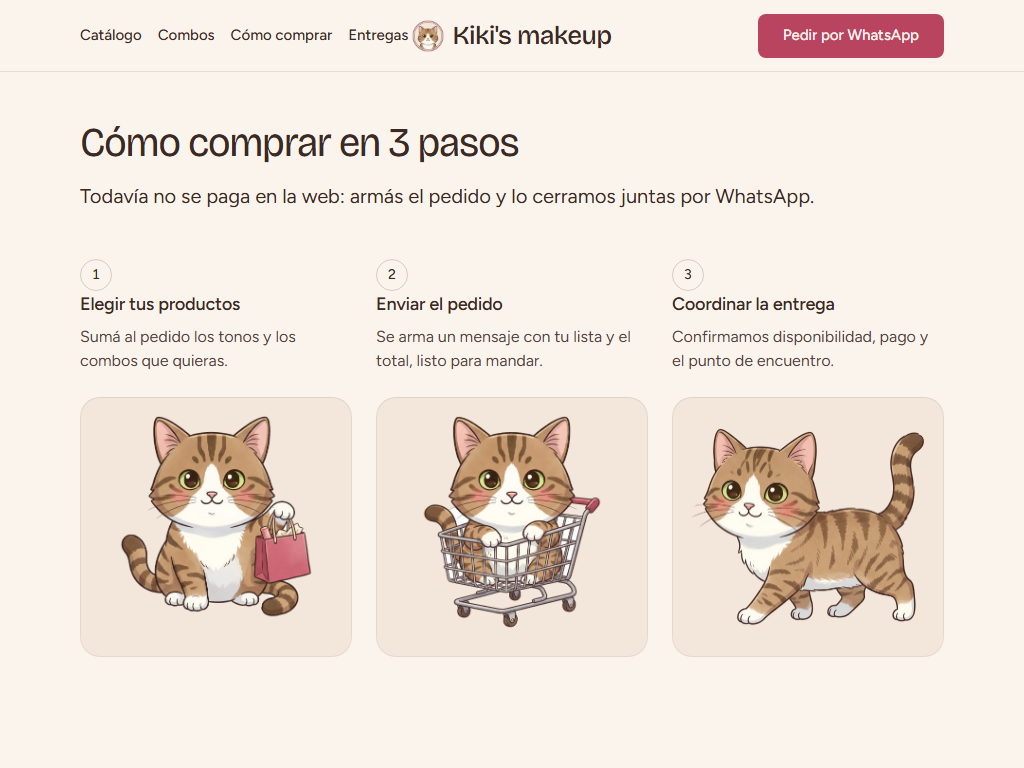 Catálogo Combos Cómo comprar Entregas Kiki's makeup Pedir por WhatsApp
Cómo comprar en 3 pasos
Todavía no se paga en la web: armás el pedido y lo cerramos juntas por WhatsApp.
1
Elegir tus productos
Sumá al pedido los tonos y los
combos que quieras.
2
Enviar el pedido
Se arma un mensaje con tu lista y el
total, listo para mandar.
3
Coordinar la entrega
Confirmamos disponibilidad, pago y
el punto de encuentro.